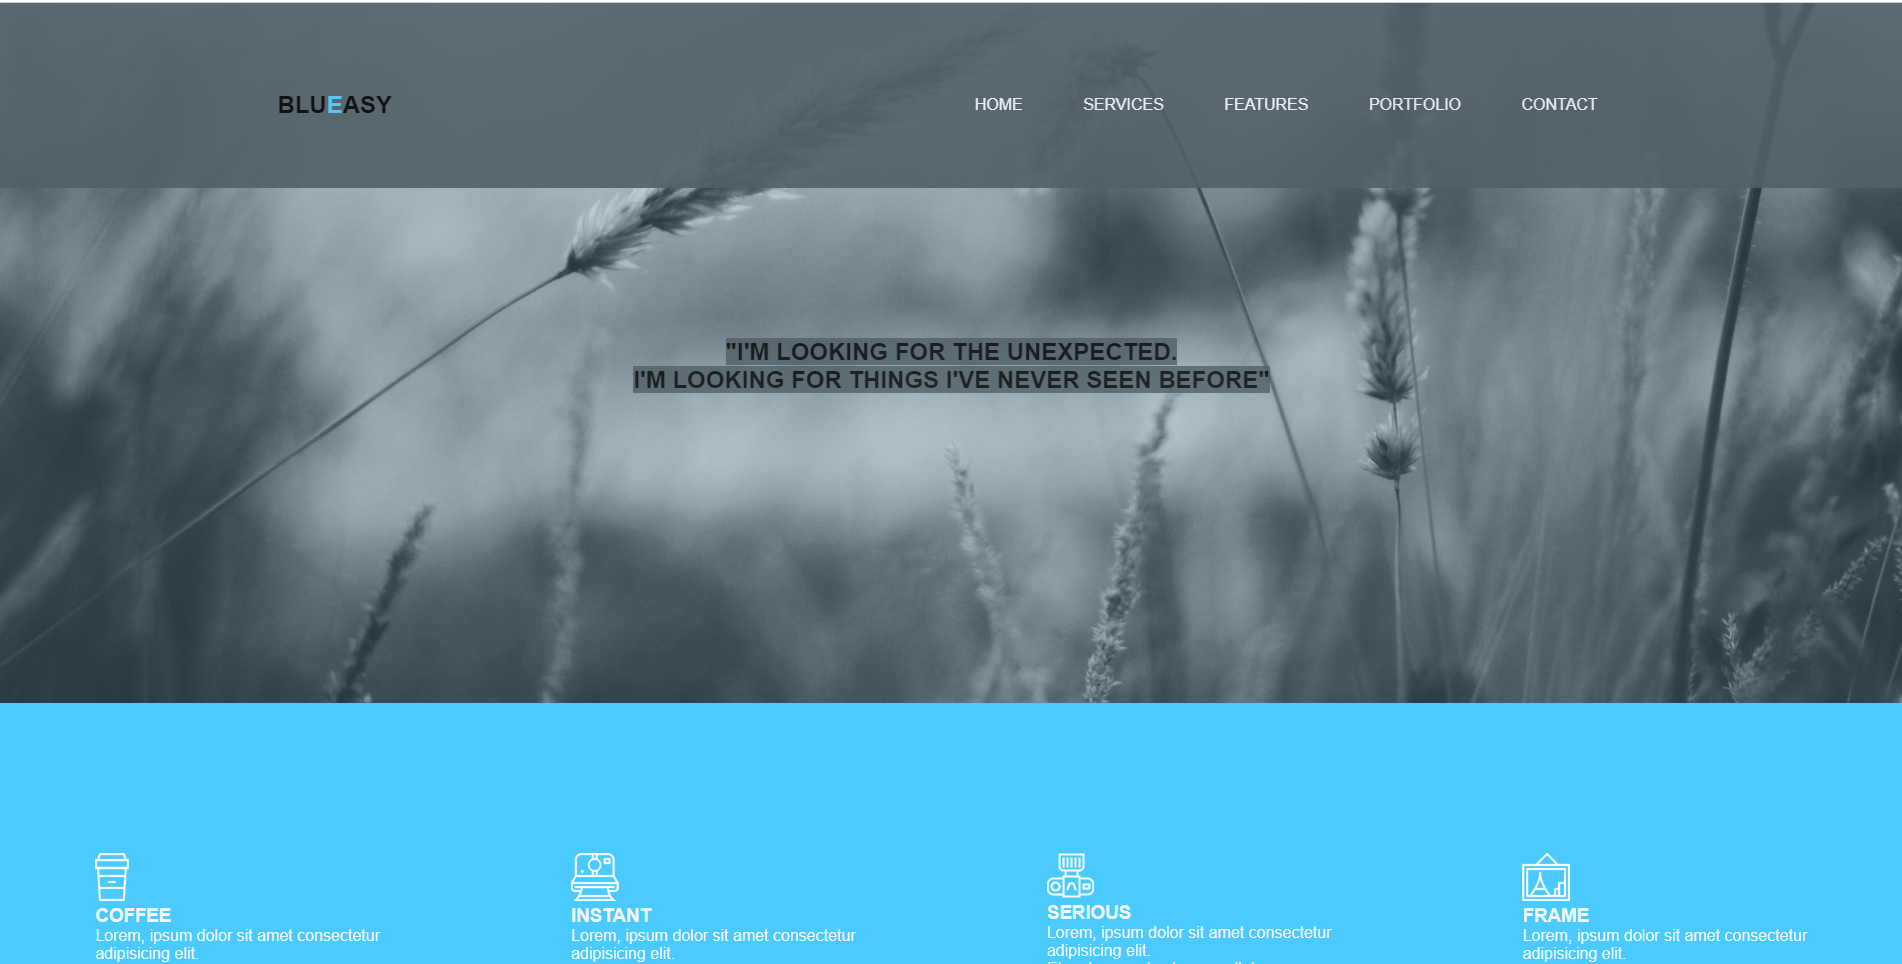 BLUEASY
HOME SERVICES FEATURES PORTFOLIO CONTACT
"I'M LOOKING FOR THE UNEXPECTED.
I'M LOOKING FOR THINGS I'VE NEVER SEEN BEFORE"
COFFEE
Lorem, ipsum dolor sit amet consectetur
adipisicing elit.
INSTANT
Lorem, ipsum dolor sit amet consectetur
adipisicing elit.
SERIOUS
Lorem, ipsum dolor sit amet consectetur
adipisicing elit.
FRAME
Lorem, ipsum dolor sit amet consectetur
adipisicing elit.